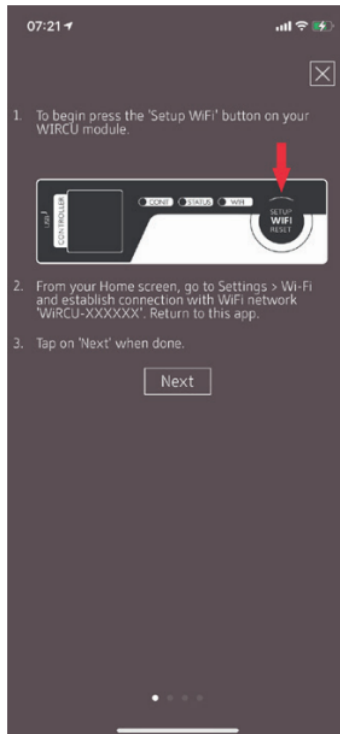 07:21
1. To begin press the 'Setup WiFi' button on your
WIRCU module.
USB
CONTROLLER
CONT
STATUS
WIFI
SETUP
WIFI
RESET
2. From your Home screen, go to Settings > Wi-Fi
and establish connection with WiFi network
'WiRCU-XXXXXX'. Return to this app.
3. Tap on 'Next' when done.
Next